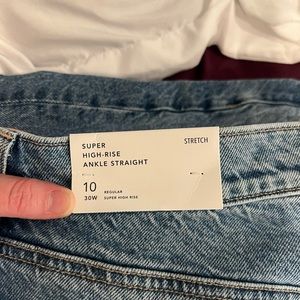 SUPER
HIGH-RISE
ANKLE STRAIGHT
STRETCH
10
REGULAR
30W
SUPER HIGH RISE